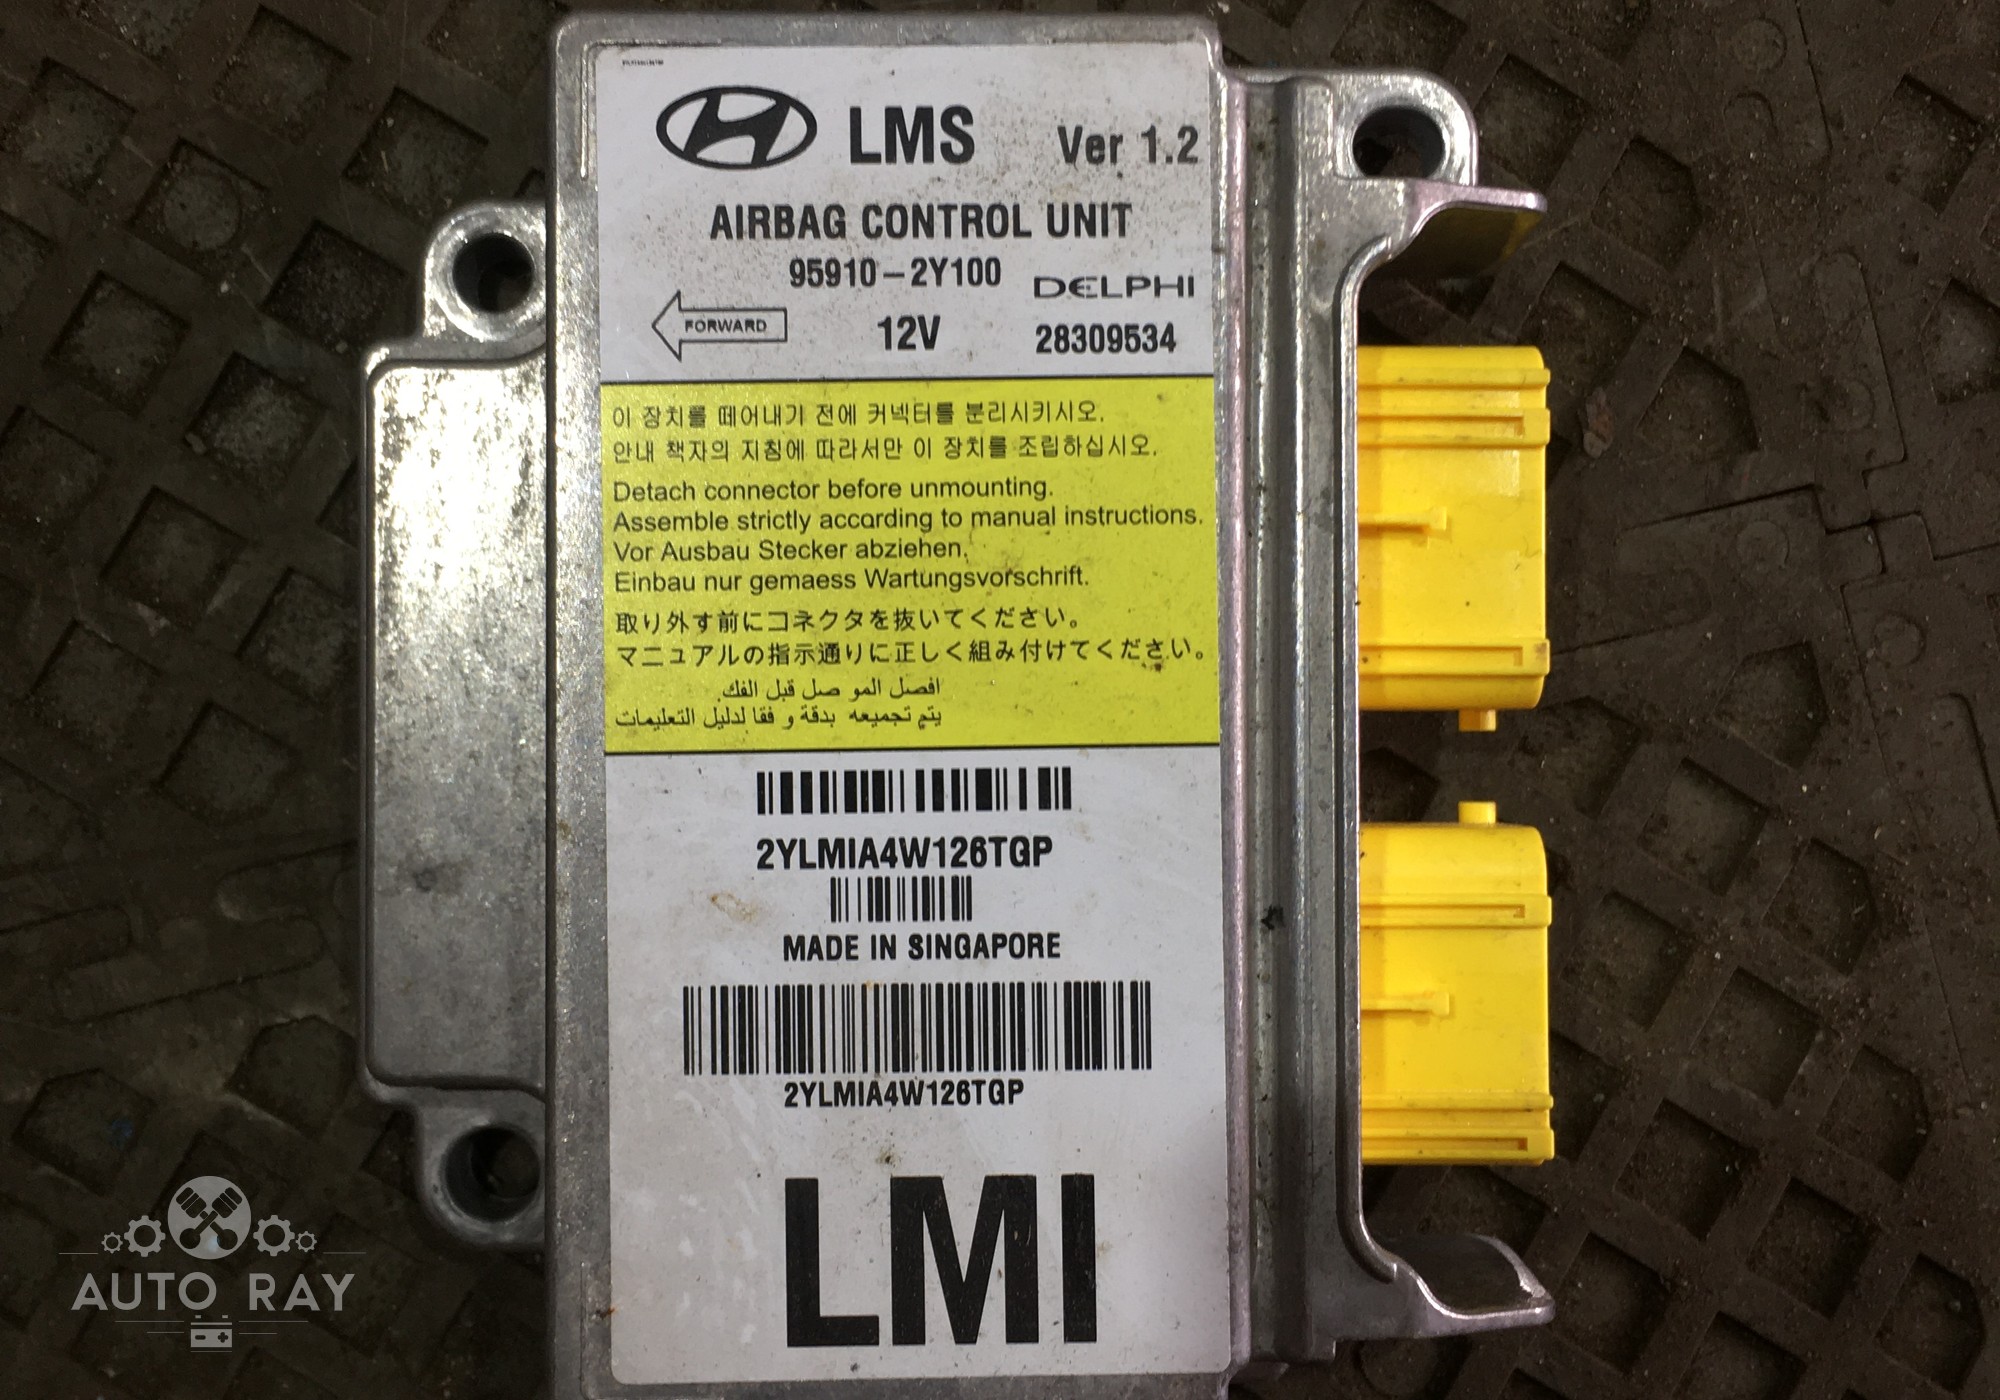 LMS Ver 1.2
AIRBAG CONTROL UNIT
95910-2Y100
DELPHI
FORWARD
12V
28309534
이 장치를 떼어내기 전에 커넥터를 분리시키시오.
안내 책자의 지침에 따라서만 이 장치를 조립하십시오.
Detach connector before unmounting.
Assemble strictly according to manual instructions.
Vor Ausbau Stecker abziehen.
Einbau nur gemaess Wartungsvorschrift.
取り外す前にコネクタを抜いてください。
マニュアルの指示通りに正しく組み付けてください。
افصل المو صل قبل الفك.
يتم تجميعه بدقة و فقا لدليل التعليمات
2YLMIA4W126TGP
MADE IN SINGAPORE
2YLMIA4W126TGP
LMI
AUTO RAY